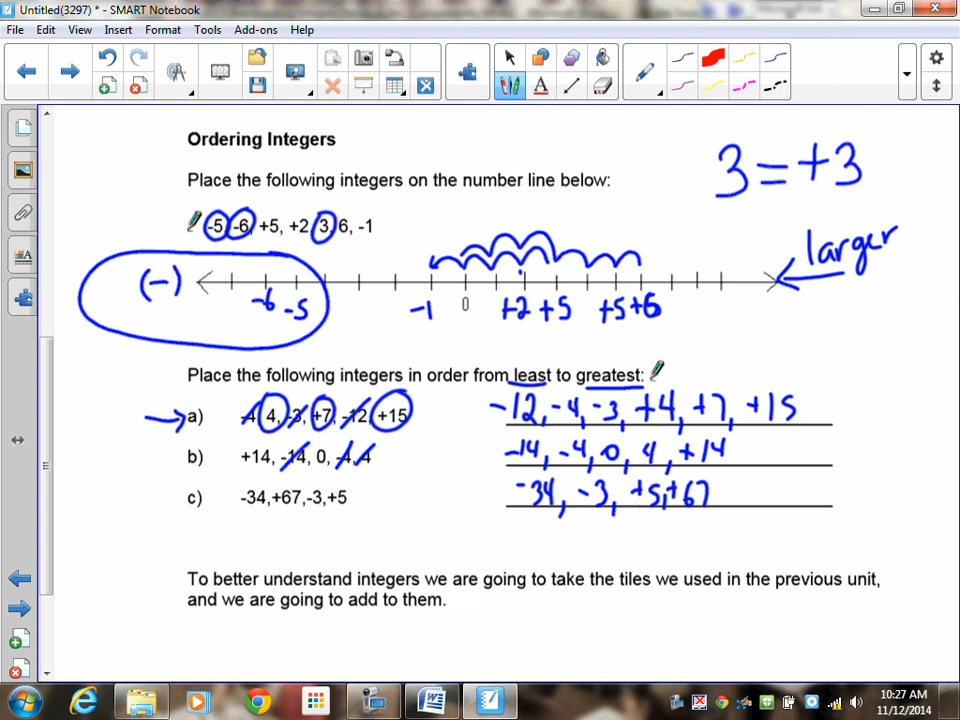 Untitled(3297) * - SMART Notebook
File Edit View Insert Format Tools Add-ons Help
Ordering Integers
3 = +3
Place the following integers on the number line below:
-5, -6, +5, +2, 3, 6, -1
larger
(-)
-6 -5 -1 0 +2 +5 +5 +6
Place the following integers in order from least to greatest:
a) -4, 4, -3, +7, -12, +15 -12, -4, -3, +4, +7, +15
b) +14, -14, 0, -4, 4 -14, -4, 0, 4, +14
c) -34,+67,-3,+5 -34, -3, +5, +67
To better understand integers we are going to take the tiles we used in the previous unit,
and we are going to add to them.
10:27 AM
11/12/2014